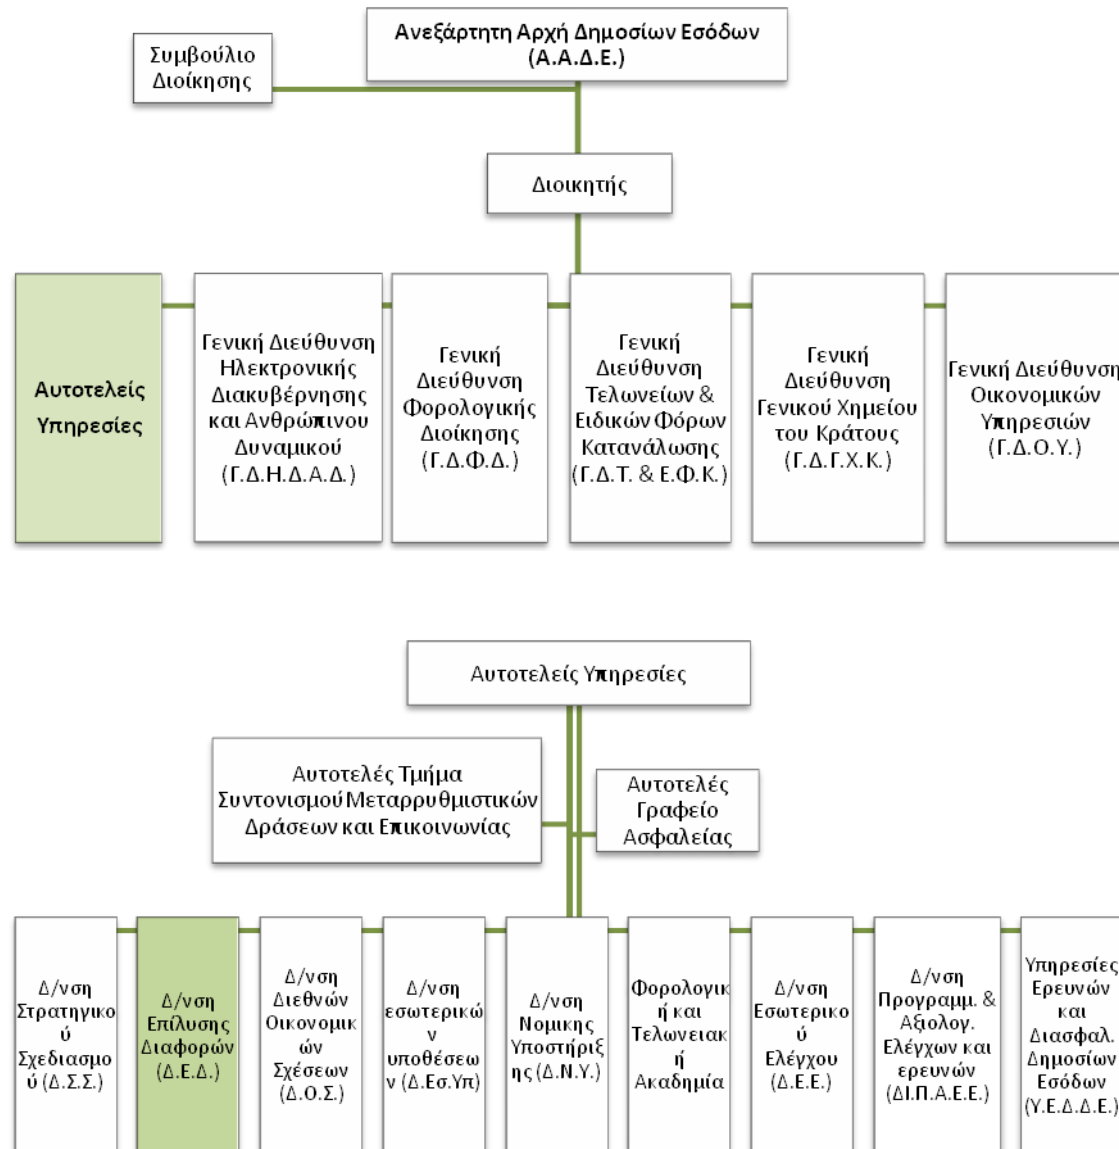 Ανεξάρτητη Αρχή Δημοσίων Εσόδων
(Α.Α.Δ.Ε.)
Συμβούλιο
Διοίκησης
Διοικητής
Αυτοτελείς
Υπηρεσίες
Γενική Διεύθυνση
Ηλεκτρονικής
Διακυβέρνησης
και Ανθρώπινου
Δυναμικού
(Γ.Δ.Η.Δ.Α.Δ.)
Γενική
Διεύθυνση
Φορολογικής
Διοίκησης
(Γ.Δ.Φ.Δ.)
Γενική
Διεύθυνση
Τελωνείων &
Ειδικών Φόρων
Κατανάλωσης
(Γ.Δ.Τ. & Ε.Φ.Κ.)
Γενική
Διεύθυνση
Γενικού Χημείου
του Κράτους
(Γ.Δ.Γ.Χ.Κ.)
Γενική Διεύθυνση
Οικονομικών
Υπηρεσιών
(Γ.Δ.Ο.Υ.)
Αυτοτελείς Υπηρεσίες
Αυτοτελές Τμήμα
Συντονισμού Μεταρρυθμιστικών
Δράσεων και Επικοινωνίας
Αυτοτελές
Γραφείο
Ασφαλείας
Δ/νση
Στρατηγικο
ύ
Σχεδιασμο
ύ (Δ.Σ.Σ.)
Δ/νση
Επίλυσης
Διαφορών
(Δ.Ε.Δ.)
Δ/νση
Διεθνών
Οικονομικ
ών
Σχέσεων
(Δ.Ο.Σ.)
Δ/νση
εσωτερικώ
ν
υποθέσεω
ν (Δ.Εσ.Υπ)
Δ/νση
Νομικης
Υποστήριξ
ης (Δ.Ν.Υ.)
Φορολογικ
ή και
Τελωνειακ
ή
Ακαδημία
Δ/νση
Εσωτερικο
ύ
Ελέγχου
(Δ.Ε.Ε.)
Δ/νση
Προγραμμ. &
Αξιολογ.
Ελέγχων και
ερευνών
(ΔΙ.Π.Α.Ε.Ε.)
Υπηρεσίες
Ερευνών
και
Διασφαλ.
Δημοσίων
Εσόδων
(Υ.Ε.Δ.Δ.Ε.)